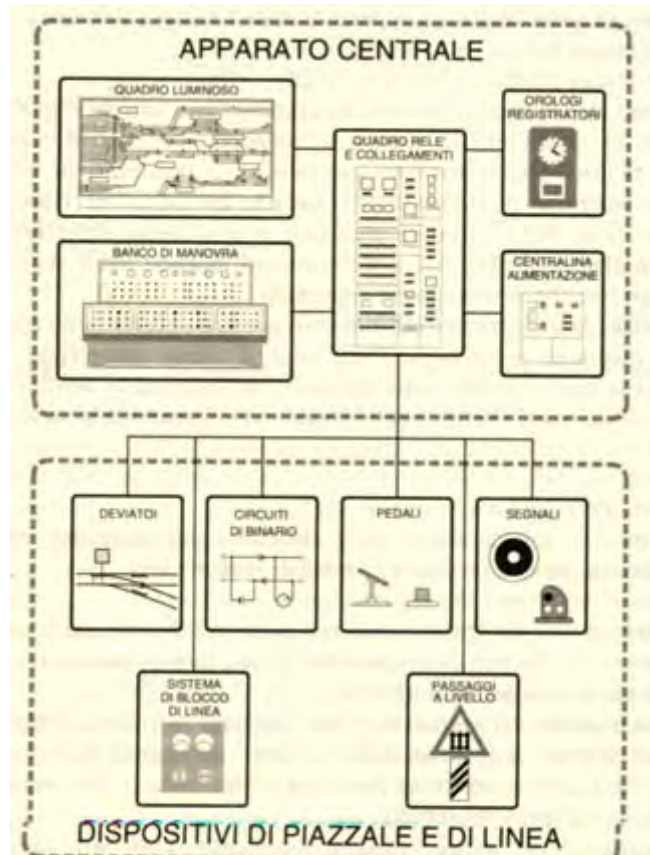 APPARATO CENTRALE
QUADRO LUMINOSO
QUADRO RELE'
E COLLEGAMENTI
OROLOGI
REGISTRATORI
BANCO DI MANOVRA
CENTRALINA
ALIMENTAZIONE
DEVIATOI
CIRCUITI
DI BINARIO
PEDALI
SEGNALI
SISTEMA
DI BLOCCO
DI LINEA
PASSAGGI
A LIVELLO
DISPOSITIVI DI PIAZZALE E DI LINEA